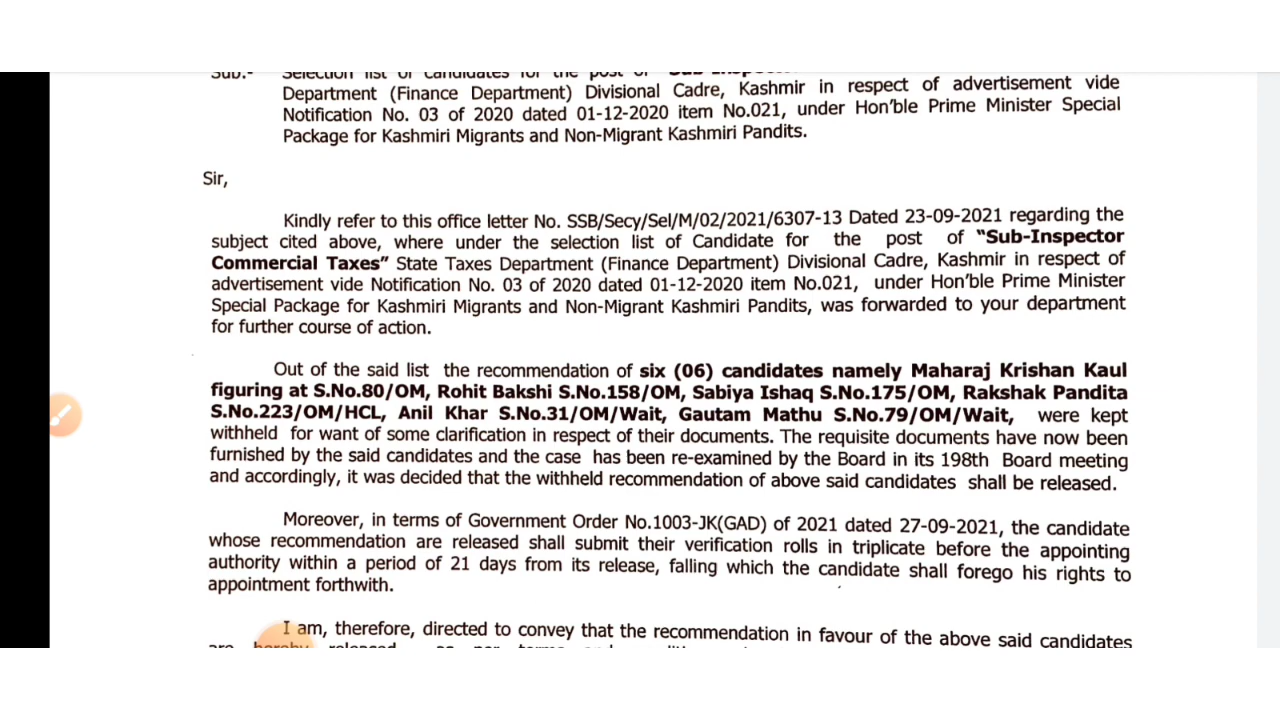 Sub:- Selection list of candidates for the post of
Department (Finance Department) Divisional Cadre, Kashmir in respect of advertisement vide
Notification No. 03 of 2020 dated 01-12-2020 item No.021, under Hon'ble Prime Minister Special
Package for Kashmiri Migrants and Non-Migrant Kashmiri Pandits.
Sir,
Kindly refer to this office letter No. SSB/Secy/Sel/M/02/2021/6307-13 Dated 23-09-2021 regarding the
subject cited above, where under the selection list of Candidate for the post of "Sub-Inspector
Commercial Taxes" State Taxes Department (Finance Department) Divisional Cadre, Kashmir in respect of
advertisement vide Notification No. 03 of 2020 dated 01-12-2020 item No.021, under Hon'ble Prime Minister
Special Package for Kashmiri Migrants and Non-Migrant Kashmiri Pandits, was forwarded to your department
for further course of action.
Out of the said list the recommendation of six (06) candidates namely Maharaj Krishan Kaul
figuring at S.No.80/OM, Rohit Bakshi S.No.158/OM, Sabiya Ishaq S.No.175/OM, Rakshak Pandita
S.No.223/OM/HCL, Anil Khar S.No.31/OM/Wait, Gautam Mathu S.No.79/OM/Wait, were kept
withheld for want of some clarification in respect of their documents. The requisite documents have now been
furnished by the said candidates and the case has been re-examined by the Board in its 198th Board meeting
and accordingly, it was decided that the withheld recommendation of above said candidates shall be released.
Moreover, in terms of Government Order No.1003-JK(GAD) of 2021 dated 27-09-2021, the candidate
whose recommendation are released shall submit their verification rolls in triplicate before the appointing
authority within a period of 21 days from its release, falling which the candidate shall forego his rights to
appointment forthwith.
I am, therefore, directed to convey that the recommendation in favour of the above said candidates
are hereby released